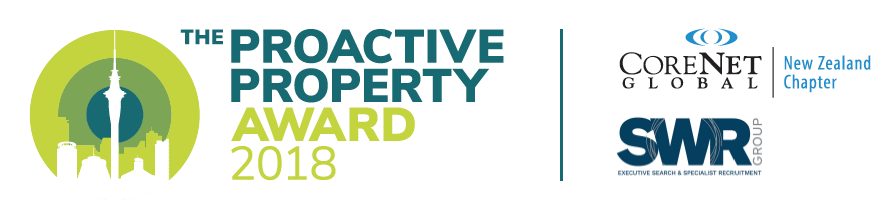 THE PROACTIVE
PROPERTY
AWARD
2018
CORENET
GLOBAL
New Zealand
Chapter
SWR GROUP
EXECUTIVE SEARCH & SPECIALIST RECRUITMENT